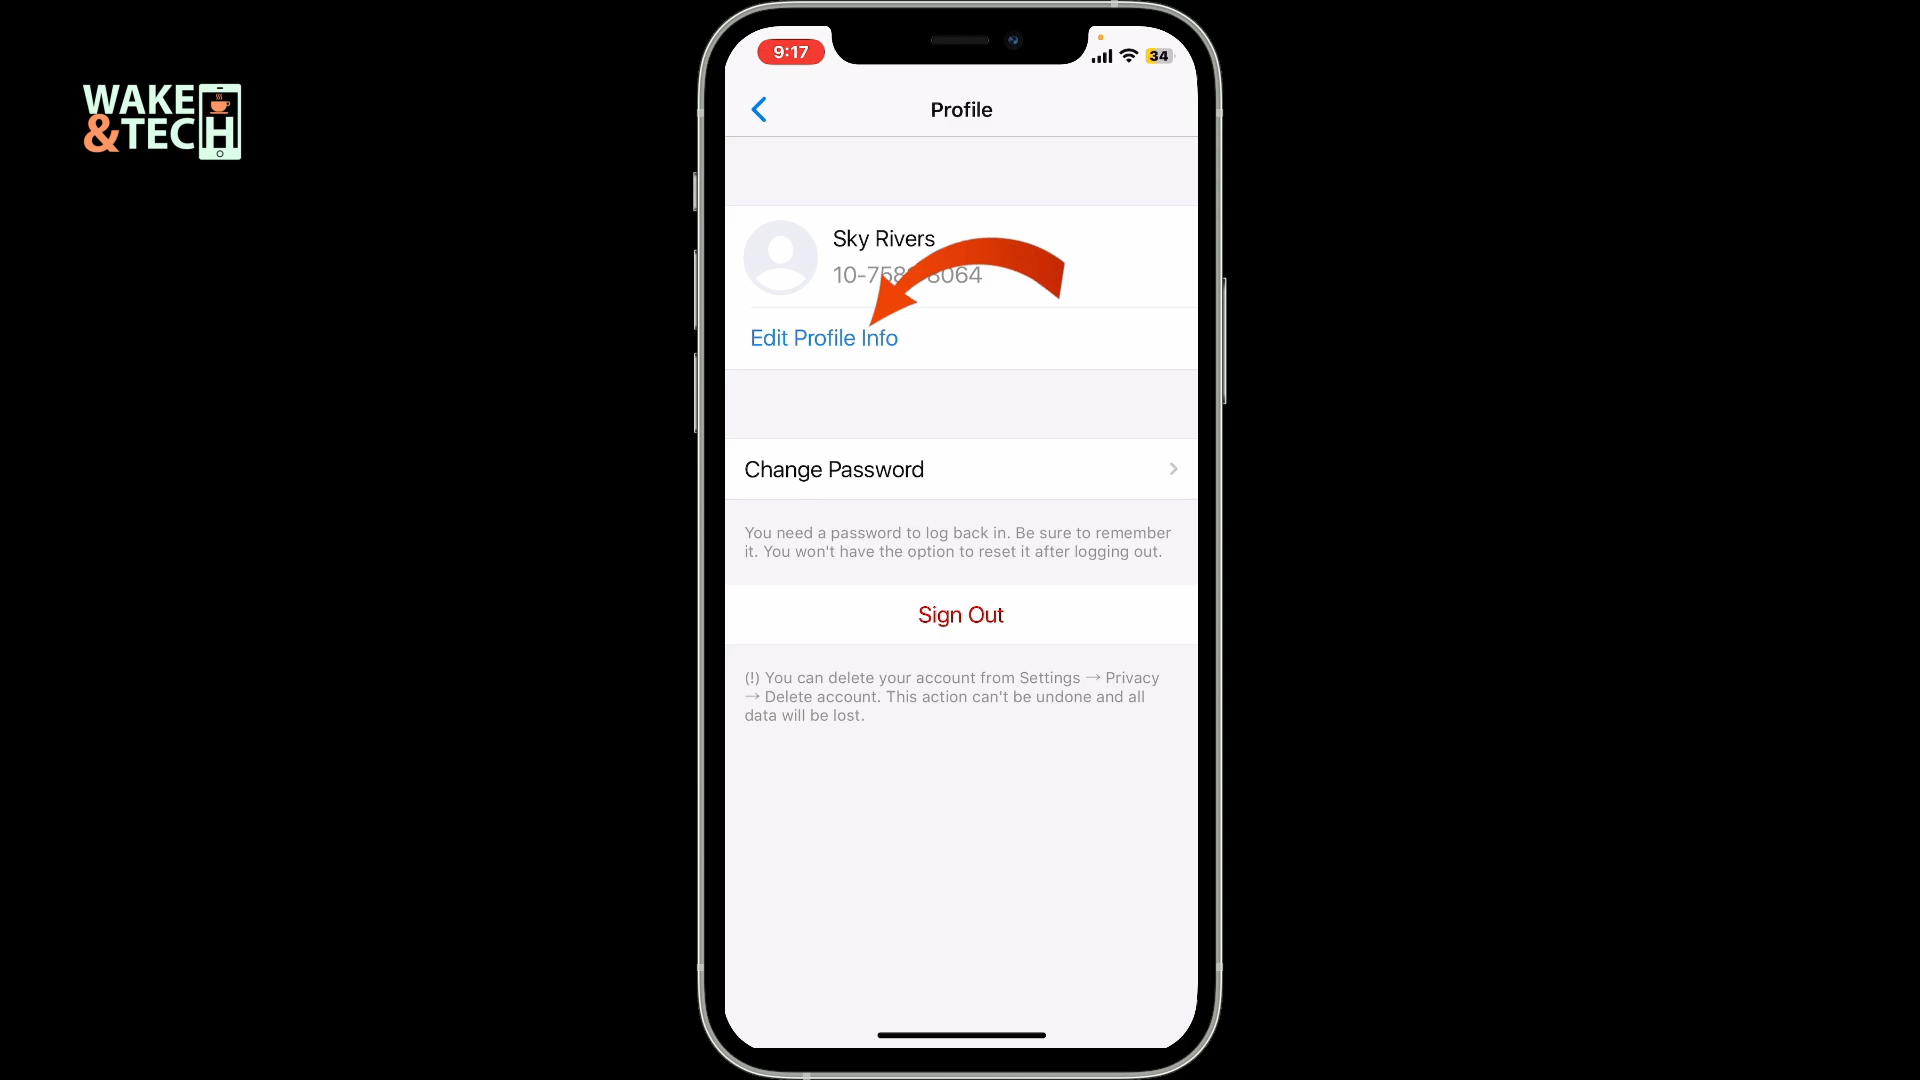 WAKE
&TECH
9:17
34
Profile
Sky Rivers
Edit Profile Info
Change Password
You need a password to log back in. Be sure to remember
it. You won't have the option to reset it after logging out.
Sign Out
(!) You can delete your account from Settings → Privacy
→ Delete account. This action can't be undone and all
data will be lost.